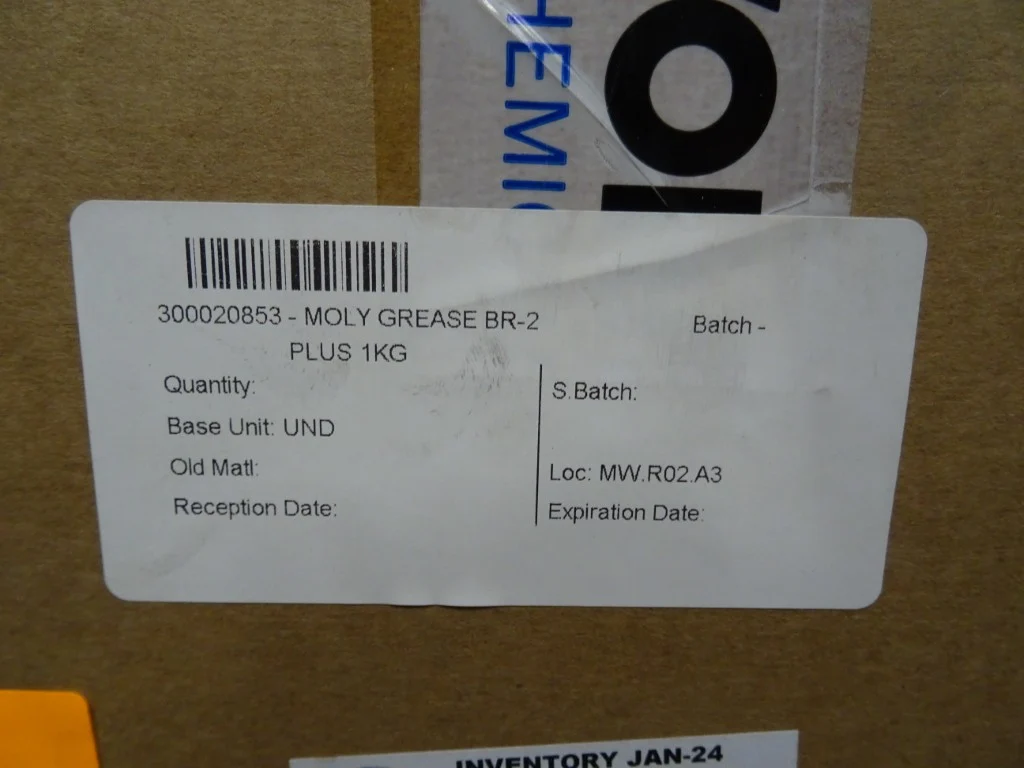 HEMIC
300020853 - MOLY GREASE BR-2
PLUS 1KG
Batch -
Quantity:
S.Batch:
Base Unit: UND
Old Matl:
Loc: MW.R02.A3
Reception Date:
Expiration Date:
INVENTORY JAN-24